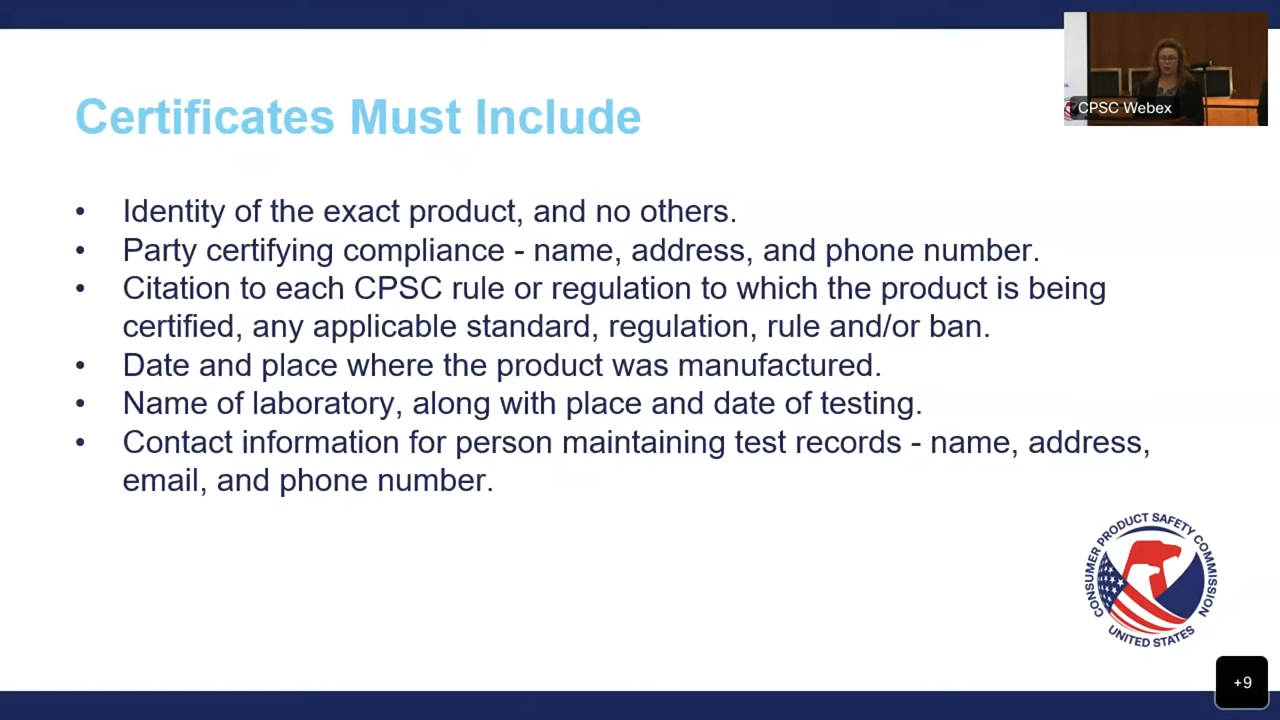 Certificates Must Include
CPSC Webex
• Identity of the exact product, and no others.
• Party certifying compliance - name, address, and phone number.
• Citation to each CPSC rule or regulation to which the product is being
certified, any applicable standard, regulation, rule and/or ban.
• Date and place where the product was manufactured.
• Name of laboratory, along with place and date of testing.
• Contact information for person maintaining test records - name, address,
email, and phone number.
CONSUMER PRODUCT SAFETY COMMISSION
UNITED STATES
+9